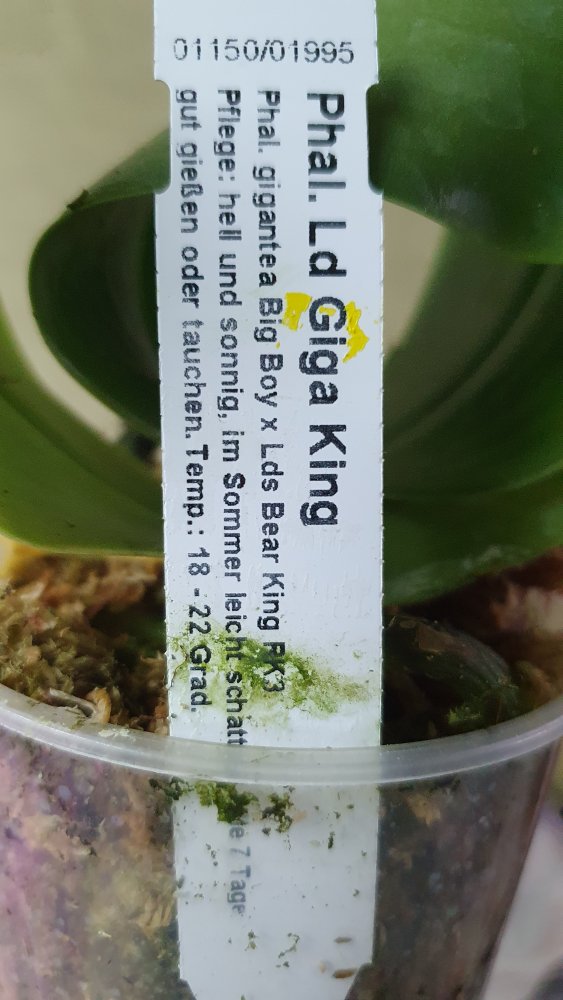 01150/01995
Phal. Ld Giga King
Phal. gigantea Big Boy x Lds Bear King RK3
Pflege: hell und sonnig, im Sommer leicht schatt 7 Tage
gut gießen oder tauchen. Temp.: 18 - 22 Grad